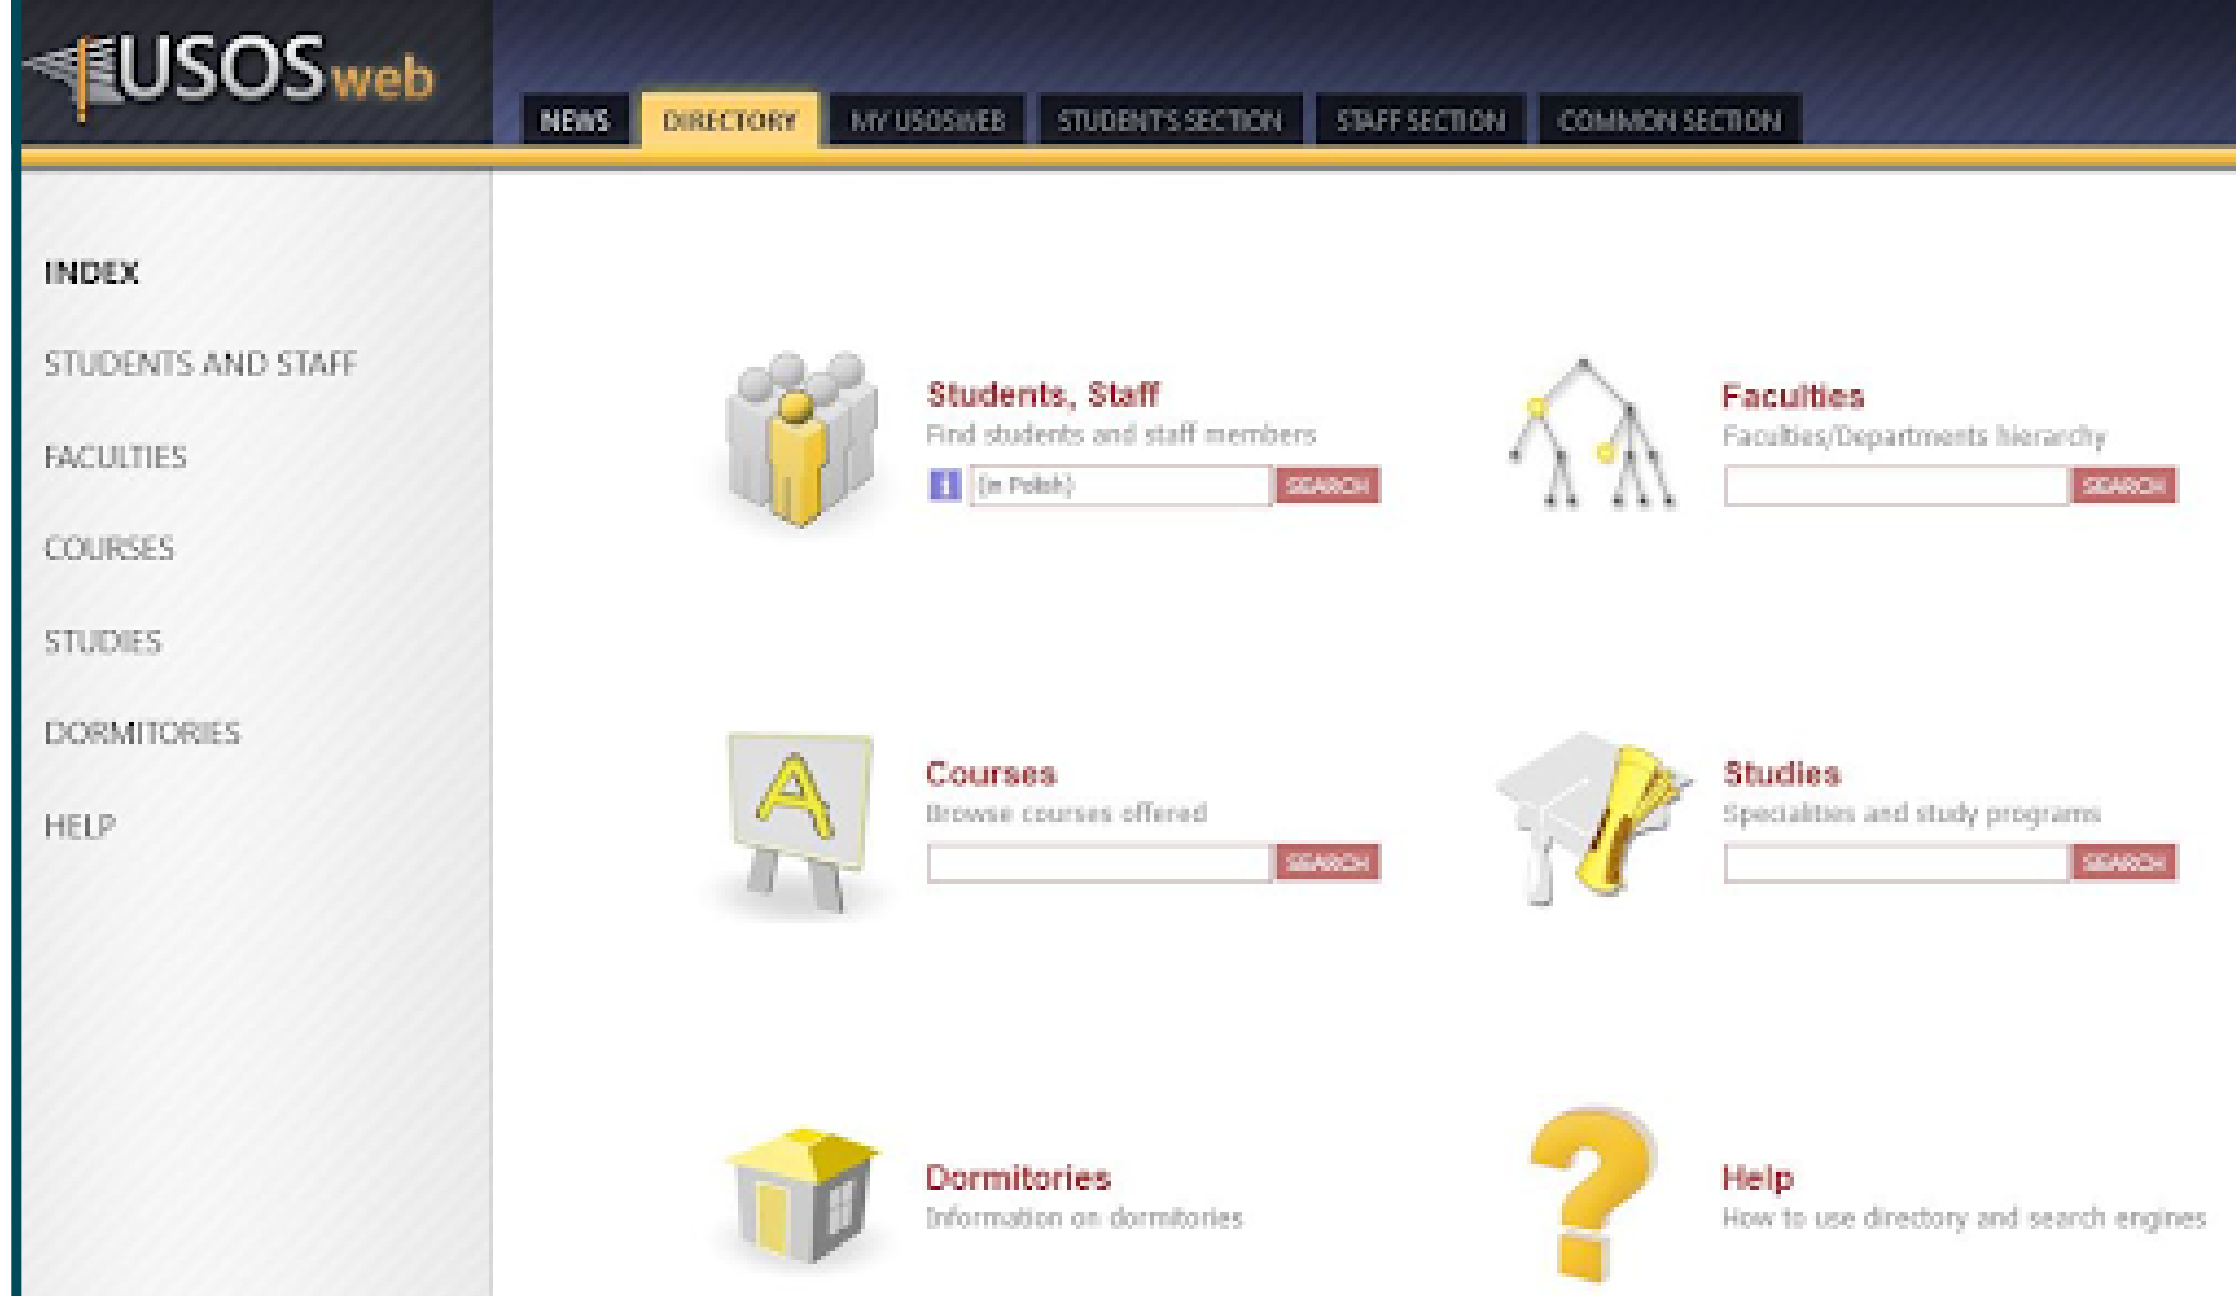 USOSweb
NEWS DIRECTORY MY USOSWEB STUDENT'S SECTION STAFF SECTION COMMON SECTION
INDEX
STUDENTS AND STAFF
FACULTIES
COURSES
STUDIES
DORMITORIES
HELP
Students, Staff
Find students and staff members
i (in Polish) SEARCH
Faculties
Faculties/Departments hierarchy
SEARCH
A
Courses
Browse courses offered
SEARCH
Studies
Specialities and study programs
SEARCH
Dormitories
Information on dormitories
?
Help
How to use directory and search engines